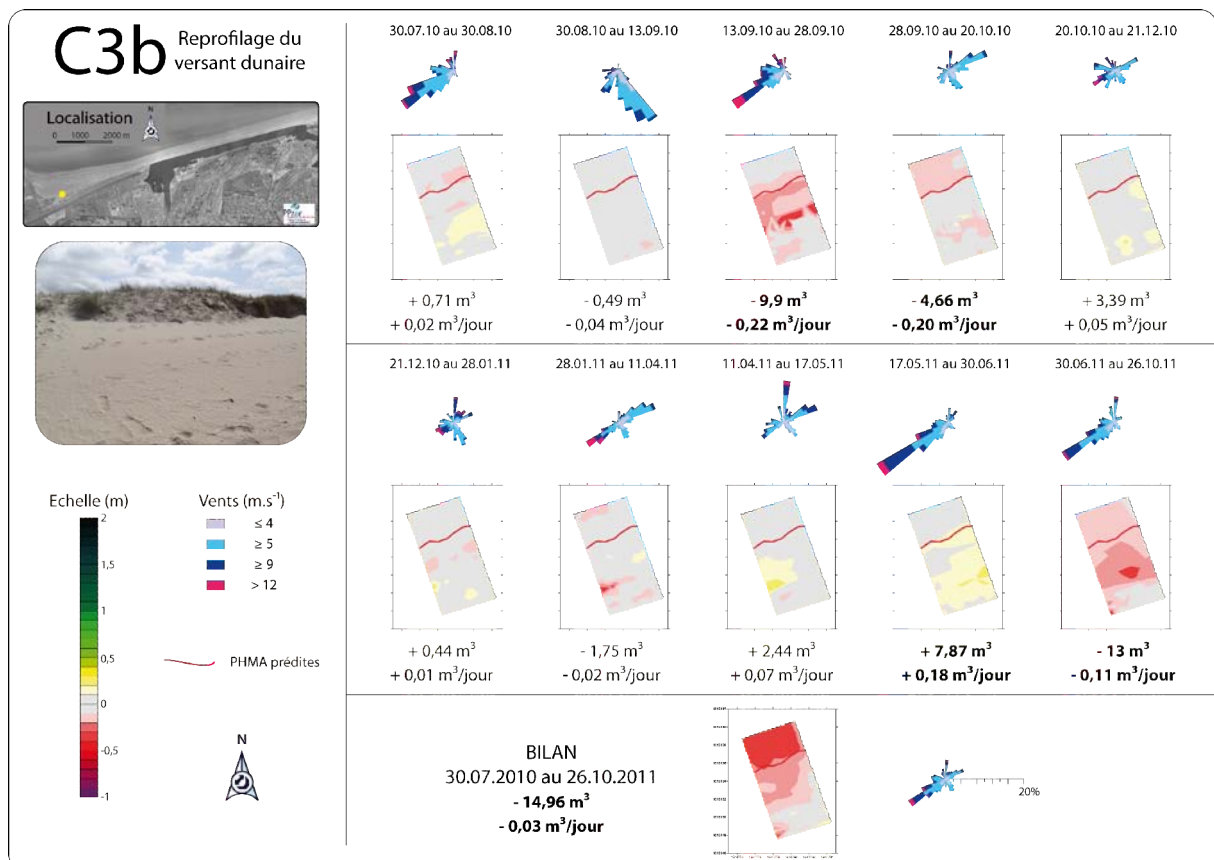 C3b
Reprofilage du
versant dunaire
Localisation
N
0 1000 2000 m
Echelle (m)
2
1,5
1
0,5
0
-0,5
-1
Vents (m.s⁻¹)
≤ 4
≥ 5
≥ 9
> 12
PHMA prédites
N
30.07.10 au 30.08.10
+ 0,71 m³
+ 0,02 m³/jour
30.08.10 au 13.09.10
- 0,49 m³
- 0,04 m³/jour
13.09.10 au 28.09.10
- 9,9 m³
- 0,22 m³/jour
28.09.10 au 20.10.10
- 4,66 m³
- 0,20 m³/jour
20.10.10 au 21.12.10
+ 3,39 m³
+ 0,05 m³/jour
21.12.10 au 28.01.11
+ 0,44 m³
+ 0,01 m³/jour
28.01.11 au 11.04.11
- 1,75 m³
- 0,02 m³/jour
11.04.11 au 17.05.11
+ 2,44 m³
+ 0,07 m³/jour
17.05.11 au 30.06.11
+ 7,87 m³
+ 0,18 m³/jour
30.06.11 au 26.10.11
- 13 m³
- 0,11 m³/jour
BILAN
30.07.2010 au 26.10.2011
- 14,96 m³
- 0,03 m³/jour
20%